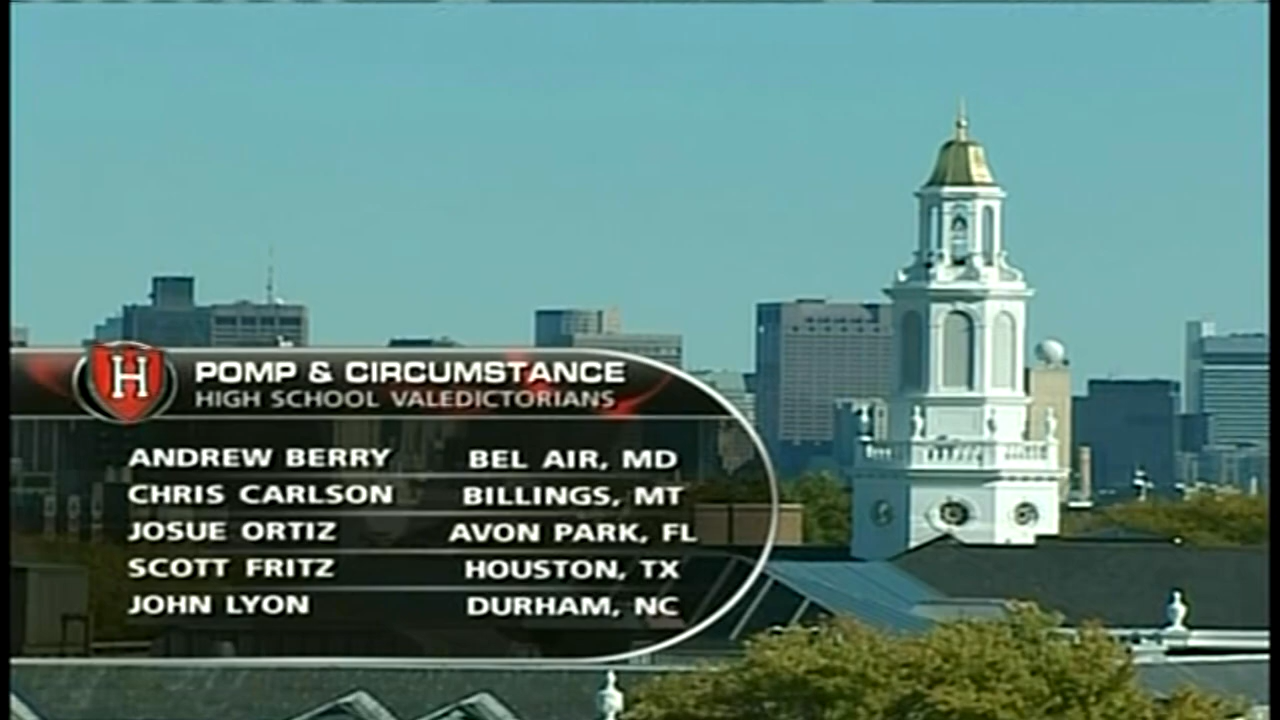 H POMP & CIRCUMSTANCE
HIGH SCHOOL VALEDICTORIANS
ANDREW BERRY BEL AIR, MD
CHRIS CARLSON BILLINGS, MT
JOSUE ORTIZ AVON PARK, FL
SCOTT FRITZ HOUSTON, TX
JOHN LYON DURHAM, NC